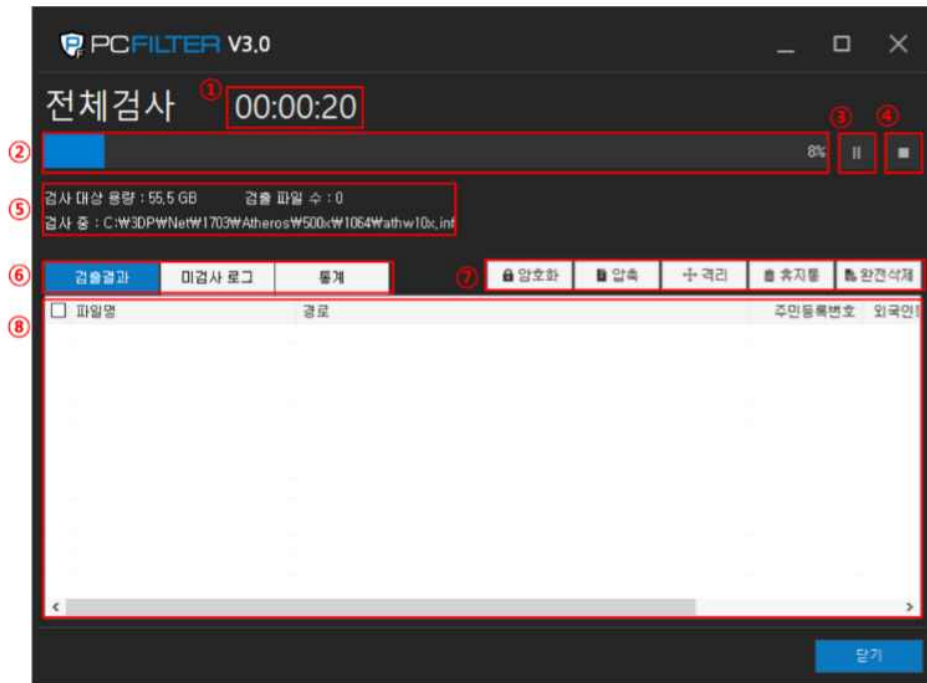 PCFILTER V3.0
전체검사 ① 00:00:20
③ ④
② 8%
⑤ 검사 대상 용량 : 55,5 GB 검출 파일 수 : 0
검사 중 : C:₩3DP₩Net₩1703₩Atheros₩500x₩1064₩athw10x,inf
⑥ 검출결과 미검사 로그 통계 ⑦ 암호화 압축 격리 휴지통 완전삭제
⑧ 파일명 경로 주민등록번호 외국인
닫기